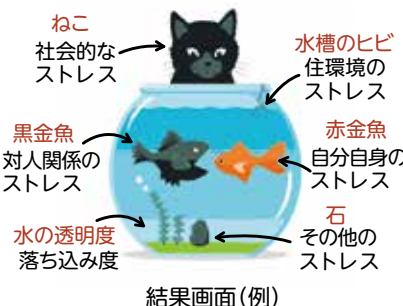 ねこ
社会的な
ストレス
水槽のヒビ
住環境の
ストレス
黒金魚
対人関係の
ストレス
赤金魚
自分自身の
ストレス
水の透明度
落ち込み度
石
その他の
ストレス
結果画面(例)